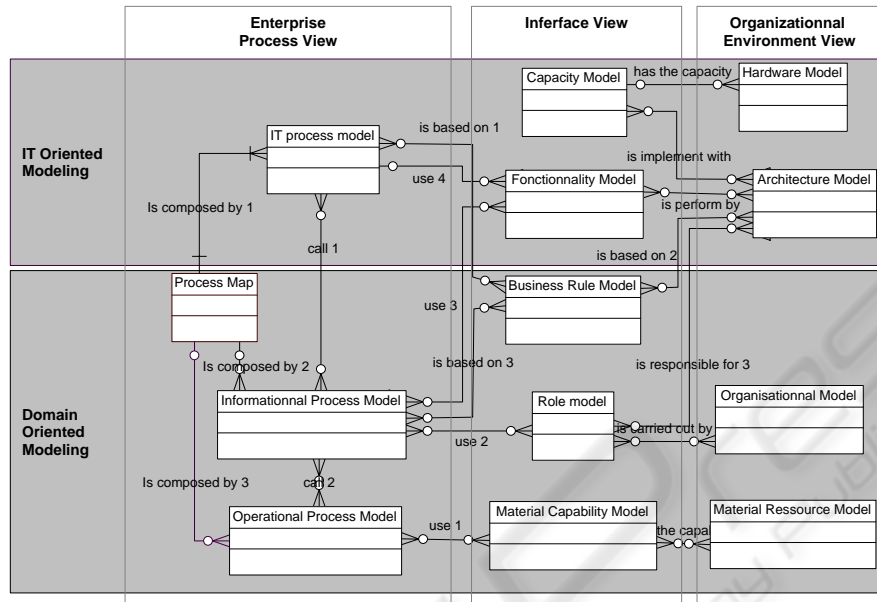 Enterprise
Process View
Inferface View
Organizationnal
Environment View
IT Oriented
Modeling
Capacity Model
has the capacity
Hardware Model
IT process model
is based on 1
is implement with
use 4
Fonctionnality Model
Architecture Model
Is composed by 1
is perform by
call 1
is based on 2
Process Map
Business Rule Model
use 3
Is composed by 2
is based on 3
is responsible for 3
Domain
Oriented
Modeling
Informationnal Process Model
Role model
Organisationnal Model
is carried out by
use 2
Is composed by 3
call 2
Operational Process Model
use 1
Material Capability Model
the capa
Material Ressource Model